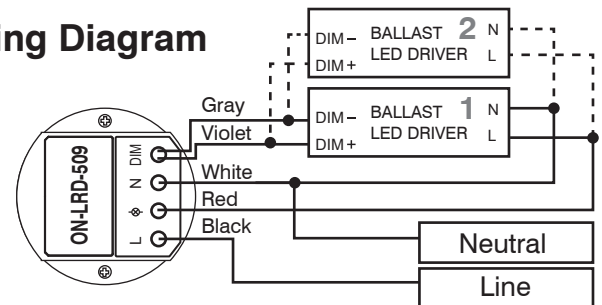 ing Diagram
DIM – BALLAST 2 N
DIM + LED DRIVER L
DIM – BALLAST 1 N
DIM + LED DRIVER L
Gray
Violet
White
Red
Black
ON-LRD-509
DIM
N
L
Neutral
Line